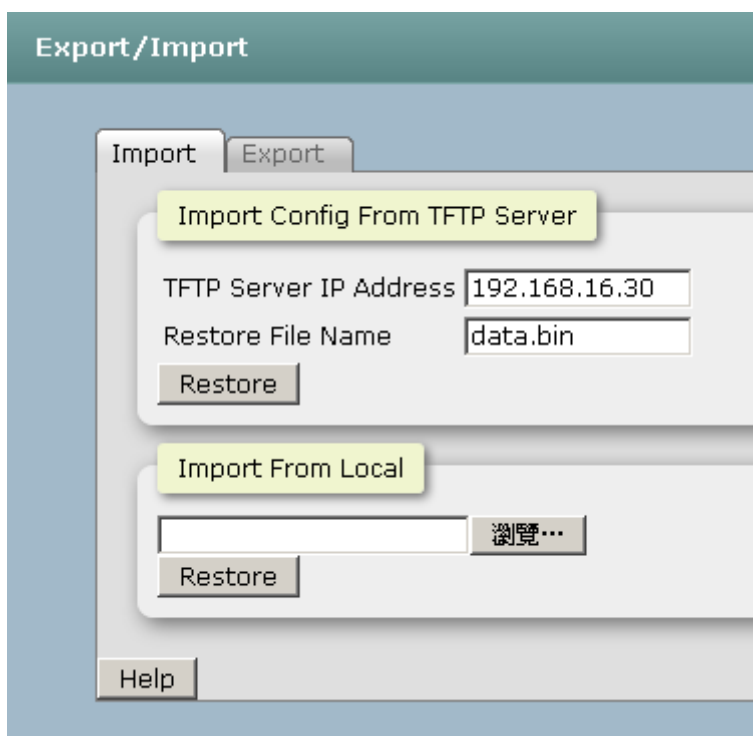 Export/Import
Import Export
Import Config From TFTP Server
TFTP Server IP Address 192.168.16.30
Restore File Name data.bin
Restore
Import From Local
瀏覽…
Restore
Help